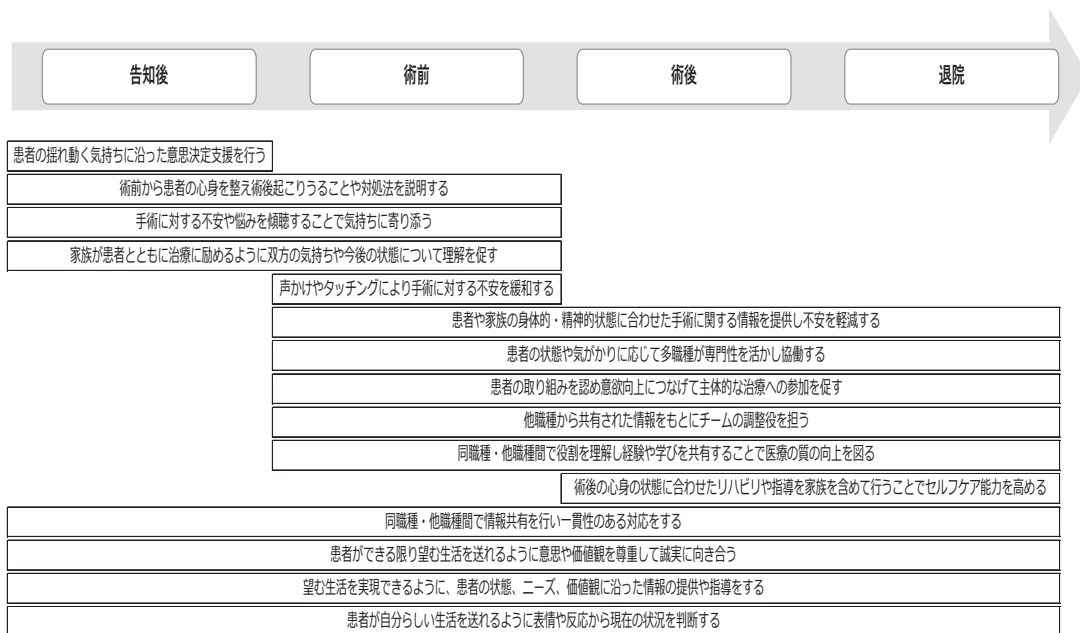 告知後
術前
術後
退院
患者の揺れ動く気持ちに沿った意思決定支援を行う
術前から患者の心身を整え術後起こりうることや対処法を説明する
手術に対する不安や悩みを傾聴することで気持ちに寄り添う
家族が患者とともに治療に励めるように双方の気持ちや今後の状態について理解を促す
声かけやタッチングにより手術に対する不安を緩和する
患者や家族の身体的・精神的状態に合わせた手術に関する情報を提供し不安を軽減する
患者の状態や気がかりに応じて多職種が専門性を活かし協働する
患者の取り組みを認め意欲向上につなげて主体的な治療への参加を促す
他職種から共有された情報をもとにチームの調整役を担う
同職種・他職種間で役割を理解し経験や学びを共有することで医療の質の向上を図る
術後の心身の状態に合わせたリハビリや指導を家族を含めて行うことでセルフケア能力を高める
同職種・他職種間で情報共有を行い一貫性のある対応をする
患者ができる限り望む生活を送れるように意思や価値観を尊重して誠実に向き合う
望む生活を実現できるように、患者の状態、ニーズ、価値観に沿った情報の提供や指導をする
患者が自分らしい生活を送れるように表情や反応から現在の状況を判断する